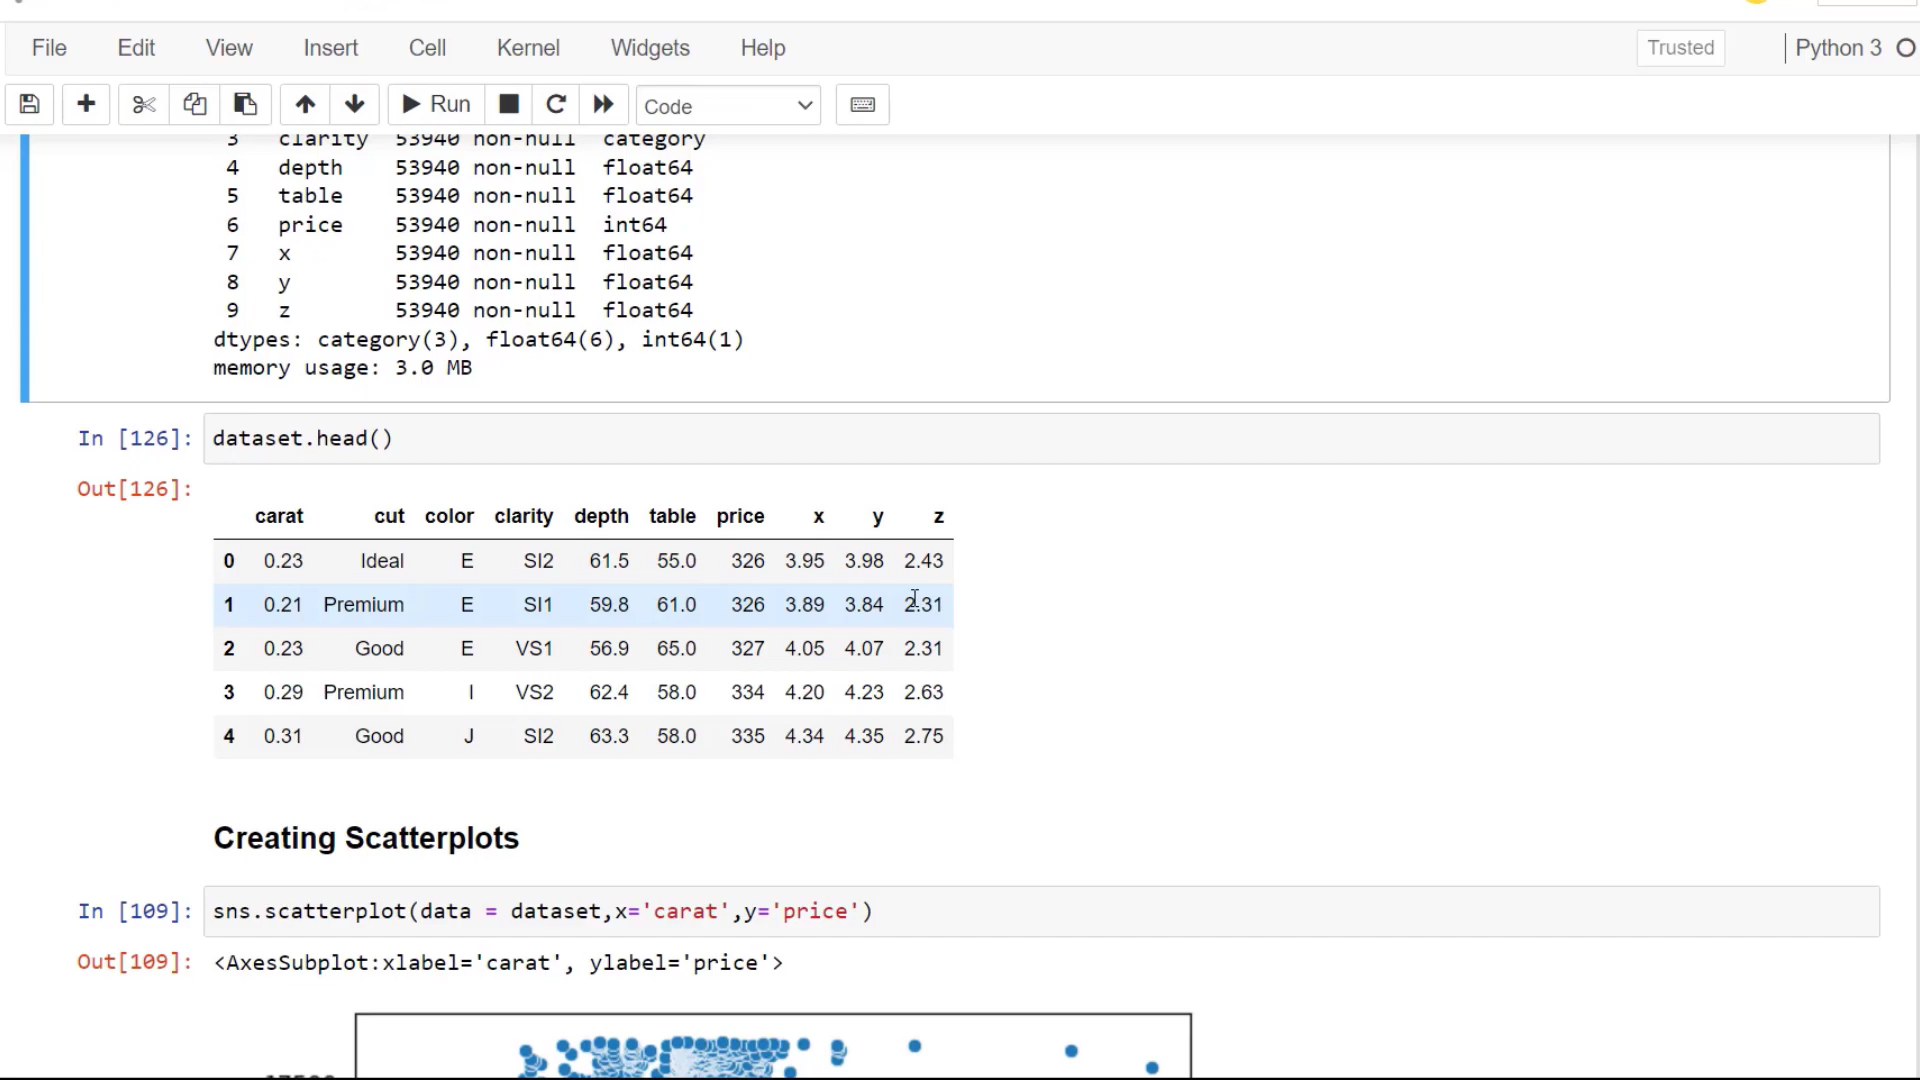 File Edit View Insert Cell Kernel Widgets Help Trusted Python 3
Run Code
3 clarity 53940 non-null category
4 depth 53940 non-null float64
5 table 53940 non-null float64
6 price 53940 non-null int64
7 x 53940 non-null float64
8 y 53940 non-null float64
9 z 53940 non-null float64
dtypes: category(3), float64(6), int64(1)
memory usage: 3.0 MB
In [126]: dataset.head()
Out[126]:
carat cut color clarity depth table price x y z
0 0.23 Ideal E SI2 61.5 55.0 326 3.95 3.98 2.43
1 0.21 Premium E SI1 59.8 61.0 326 3.89 3.84 2.31
2 0.23 Good E VS1 56.9 65.0 327 4.05 4.07 2.31
3 0.29 Premium I VS2 62.4 58.0 334 4.20 4.23 2.63
4 0.31 Good J SI2 63.3 58.0 335 4.34 4.35 2.75
Creating Scatterplots
In [109]: sns.scatterplot(data = dataset,x='carat',y='price')
Out[109]: <AxesSubplot:xlabel='carat', ylabel='price'>